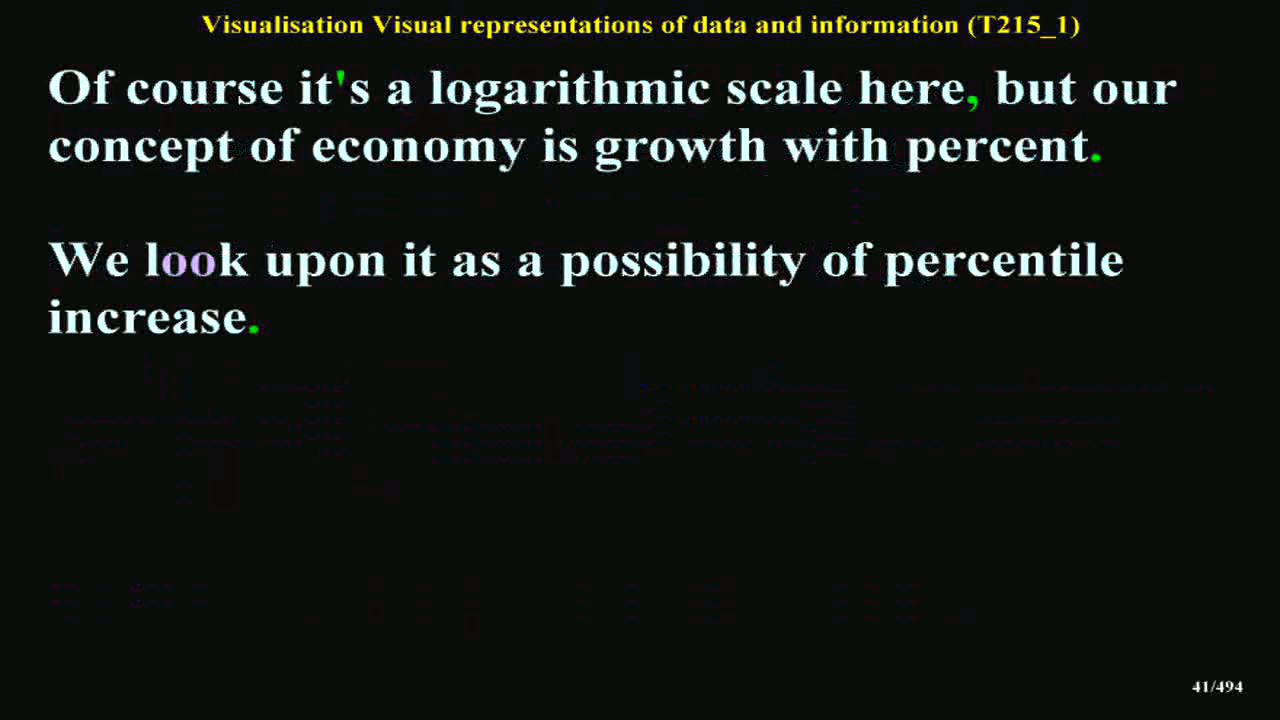 Visualisation Visual representations of data and information (T215_1)
Of course it's a logarithmic scale here, but our
concept of economy is growth with percent.
We look upon it as a possibility of percentile
increase.
41/494